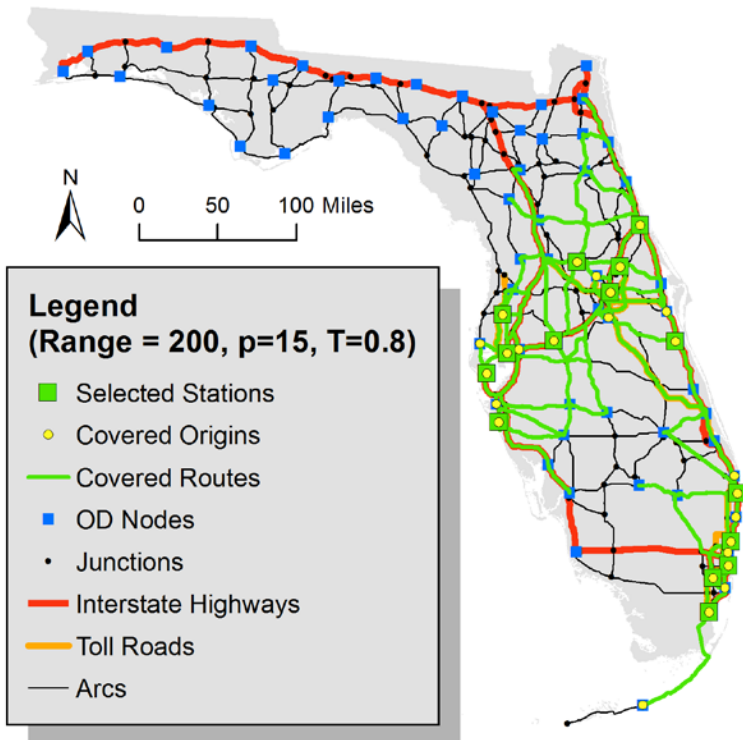 N
0 50 100 Miles
Legend
(Range = 200, p=15, T=0.8)
Selected Stations
Covered Origins
Covered Routes
OD Nodes
Junctions
Interstate Highways
Toll Roads
Arcs